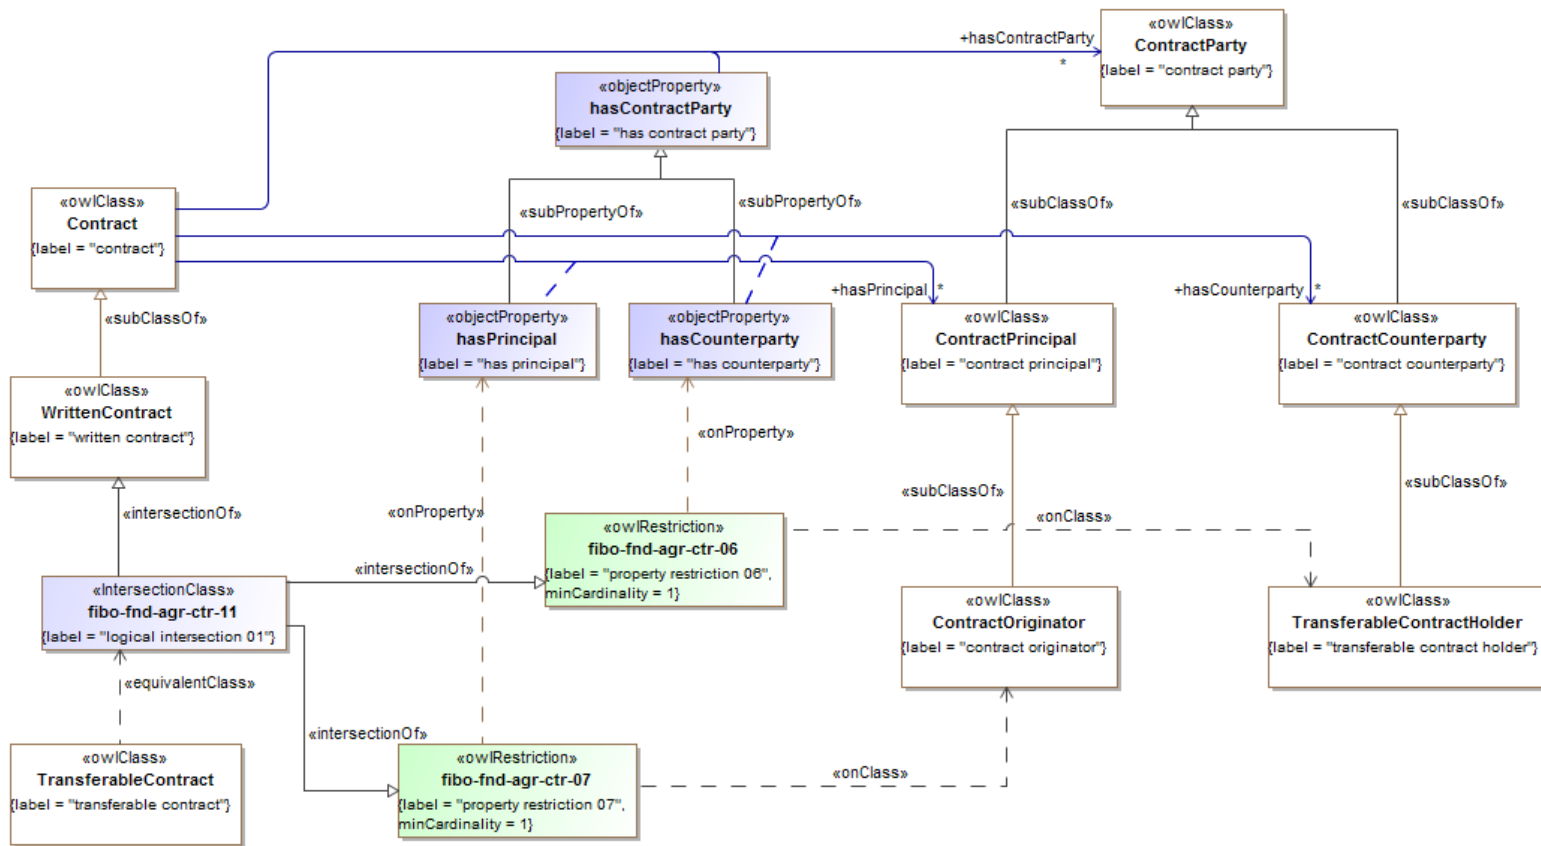 «owlClass»
ContractParty
{label = "contract party"}
+hasContractParty
*
«objectProperty»
hasContractParty
{label = "has contract party"}
«owlClass»
Contract
{label = "contract"}
«subPropertyOf»
«subPropertyOf»
«subClassOf»
«subClassOf»
+hasPrincipal
*
+hasCounterparty
*
«subClassOf»
«objectProperty»
hasPrincipal
{label = "has principal"}
«objectProperty»
hasCounterparty
{label = "has counterparty"}
«owlClass»
ContractPrincipal
{label = "contract principal"}
«owlClass»
ContractCounterparty
{label = "contract counterparty"}
«owlClass»
WrittenContract
{label = "written contract"}
«onProperty»
«subClassOf»
«subClassOf»
«intersectionOf»
«onProperty»
«onClass»
«owlRestriction»
fibo-fnd-agr-ctr-06
{label = "property restriction 06",
minCardinality = 1}
«intersectionOf»
«IntersectionClass»
fibo-fnd-agr-ctr-11
{label = "logical intersection 01"}
«owlClass»
ContractOriginator
{label = "contract originator"}
«owlClass»
TransferableContractHolder
{label = "transferable contract holder"}
«equivalentClass»
«intersectionOf»
«owlClass»
TransferableContract
{label = "transferable contract"}
«owlRestriction»
fibo-fnd-agr-ctr-07
{label = "property restriction 07",
minCardinality = 1}
«onClass»